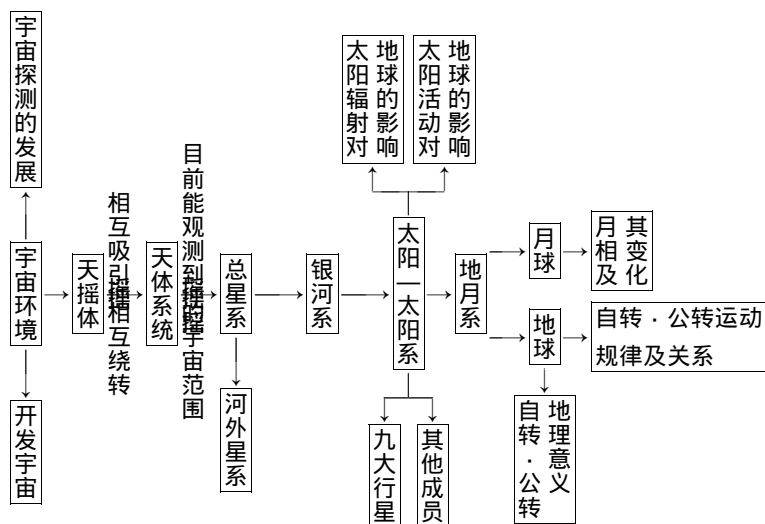 宇宙探测的发展
宇宙环境
开发宇宙
天摇体
相互吸引
相互绕转
天体系统
目前能观测到
宇宙范围
总星系
河外星系
银河系
太阳辐射对
地球的影响
太阳活动对
地球的影响
太阳—太阳系
九大行星
其他成员
地月系
月球
月相及
其变化
地球
自转·公转运动
规律及关系
自转·公转
地理意义